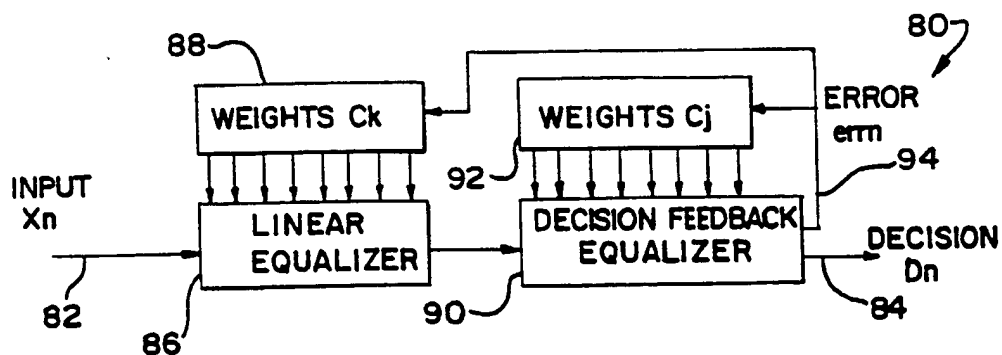 80
88
WEIGHTS Ck
WEIGHTS Cj
ERROR
errn
92
94
INPUT
Xn
LINEAR
EQUALIZER
DECISION FEEDBACK
EQUALIZER
DECISION
Dn
82
86
90
84